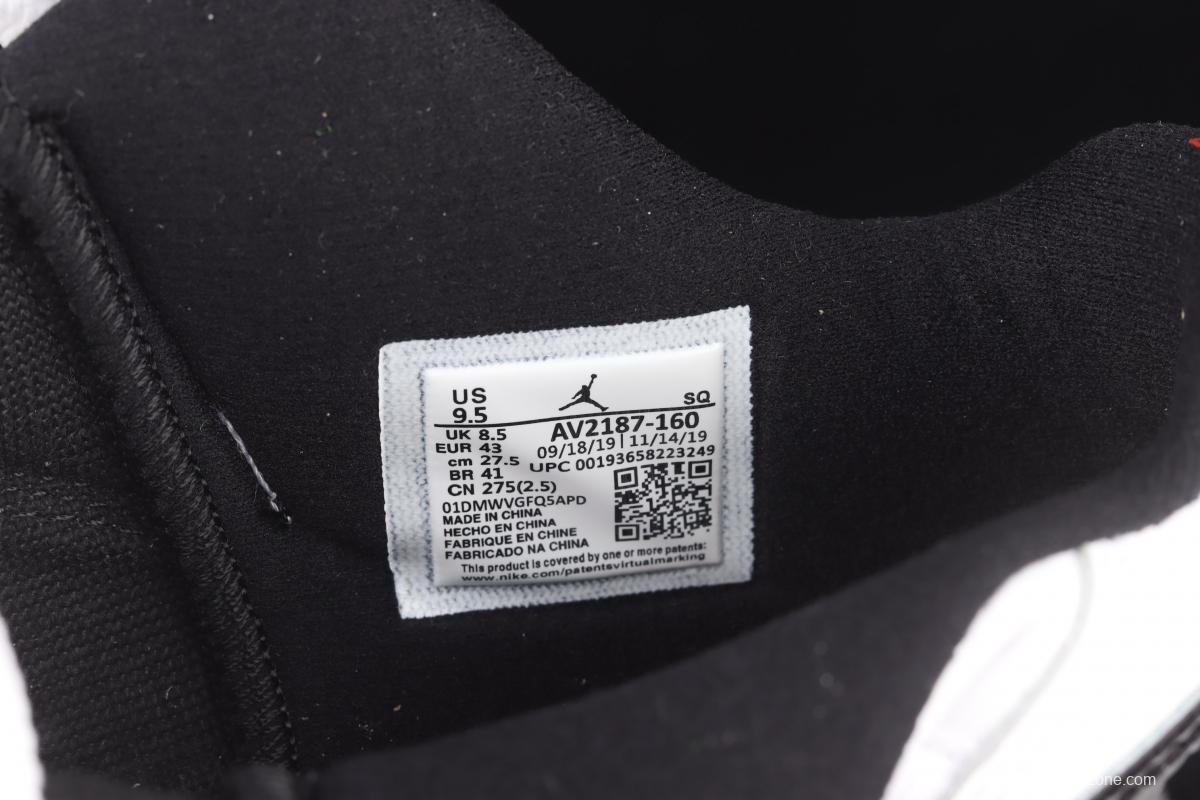 US
9.5
SQ
UK 8.5
EUR 43
cm 27.5
BR 41
CN 275(2.5)
AV2187-160
09/18/19|11/14/19
UPC 00193658223249
01DMWVGFQ5APD
MADE IN CHINA
HECHO EN CHINA
FABRIQUE EN CHINE
FABRICADO NA CHINA
This product is covered by one or more patents:
www.nike.com/patentsvirtualmarking